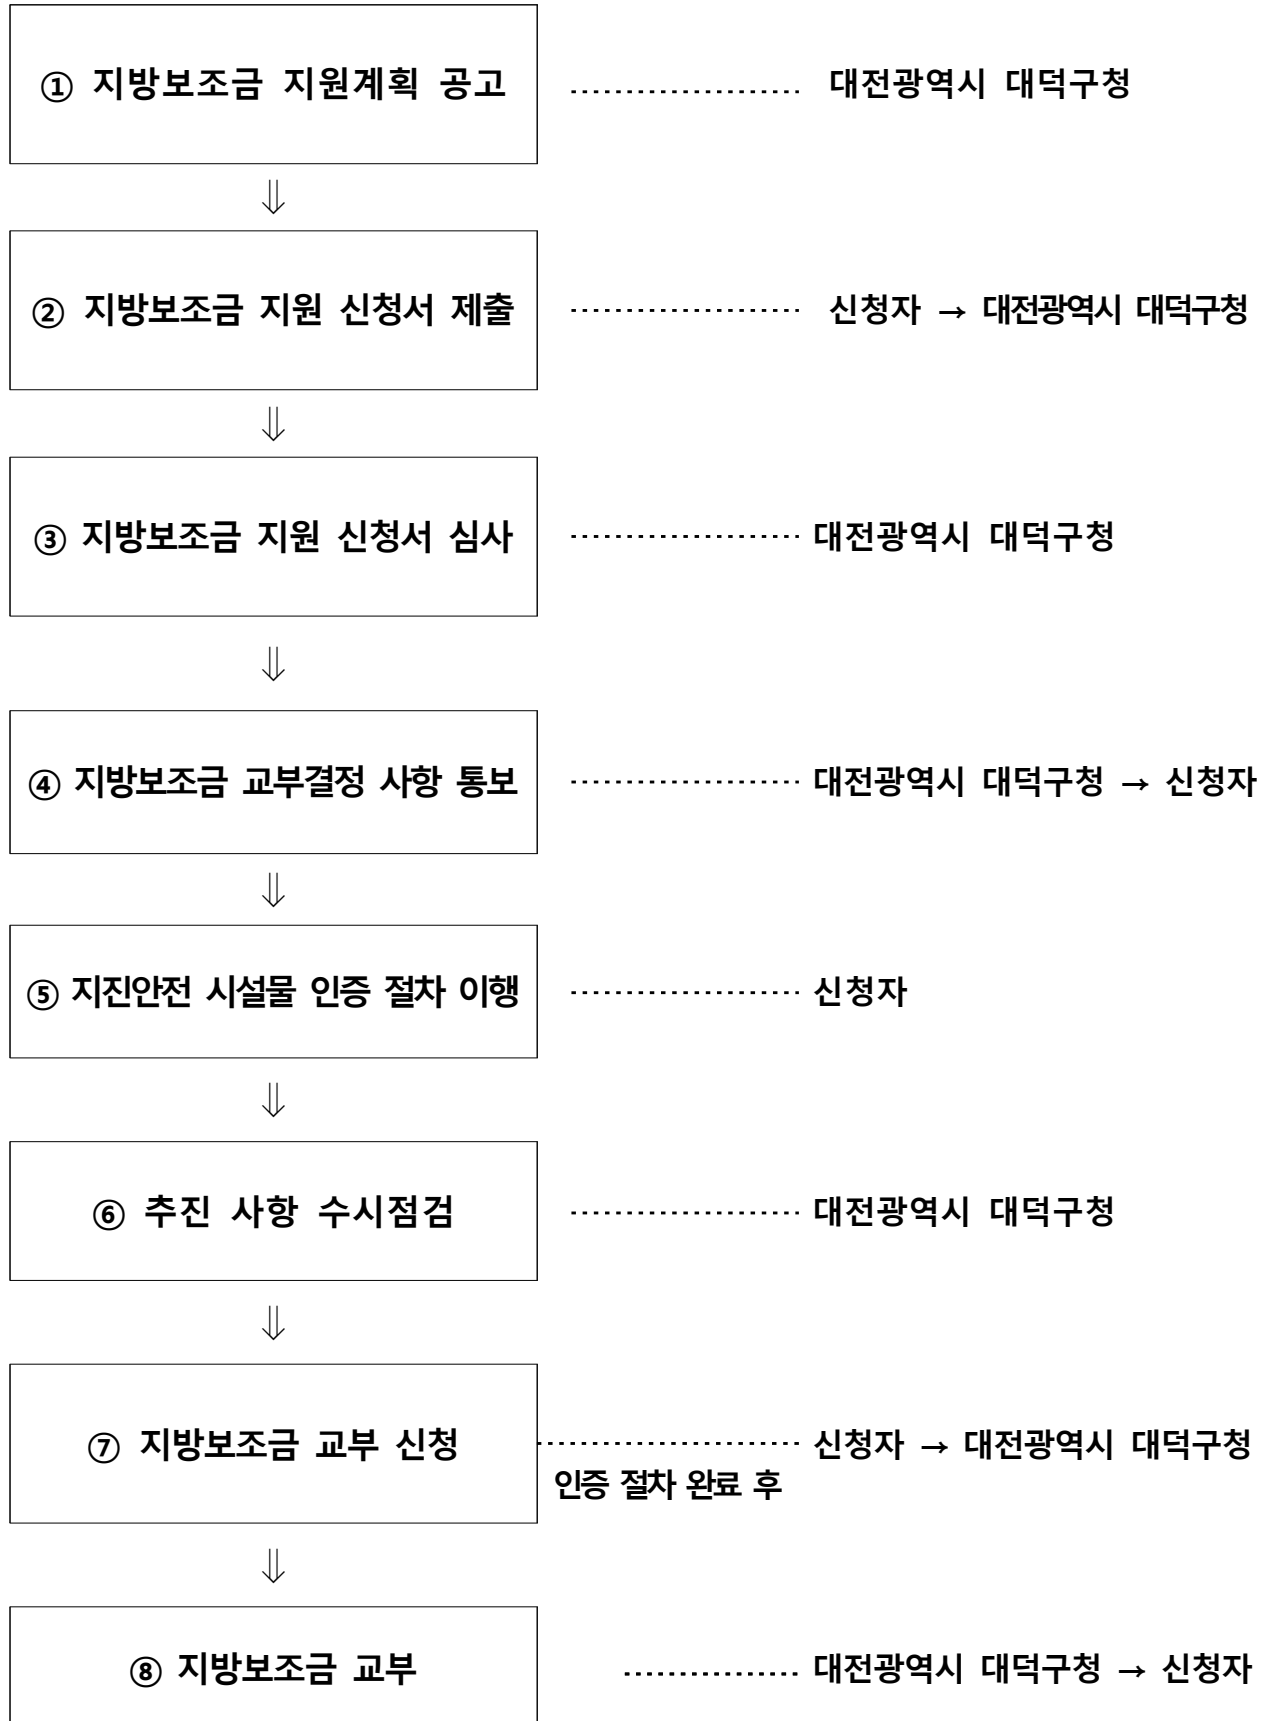 ① 지방보조금 지원계획 공고 ………………… 대전광역시 대덕구청
⇓
② 지방보조금 지원 신청서 제출 ………………… 신청자 → 대전광역시 대덕구청
⇓
③ 지방보조금 지원 신청서 심사 ………………… 대전광역시 대덕구청
⇓
④ 지방보조금 교부결정 사항 통보 ………………… 대전광역시 대덕구청 → 신청자
⇓
⑤ 지진안전 시설물 인증 절차 이행 ………………… 신청자
⇓
⑥ 추진 사항 수시점검 ………………… 대전광역시 대덕구청
⇓
⑦ 지방보조금 교부 신청 ………………… 신청자 → 대전광역시 대덕구청
인증 절차 완료 후
⇓
⑧ 지방보조금 교부 ……………… 대전광역시 대덕구청 → 신청자